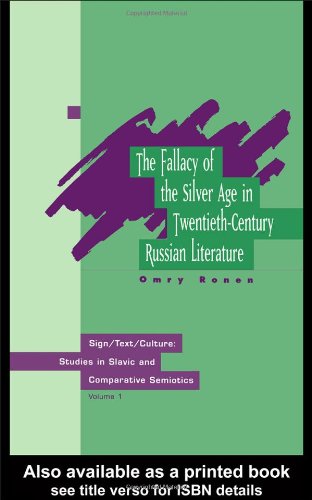 The Fallacy of
the Silver Age in
Twentieth-Century
Russian Literature
Omry Ronen
Sign/Text/Culture:
Studies in Slavic and
Comparative Semiotics
Volume 1
Also available as a printed book
see title verso for ISBN details